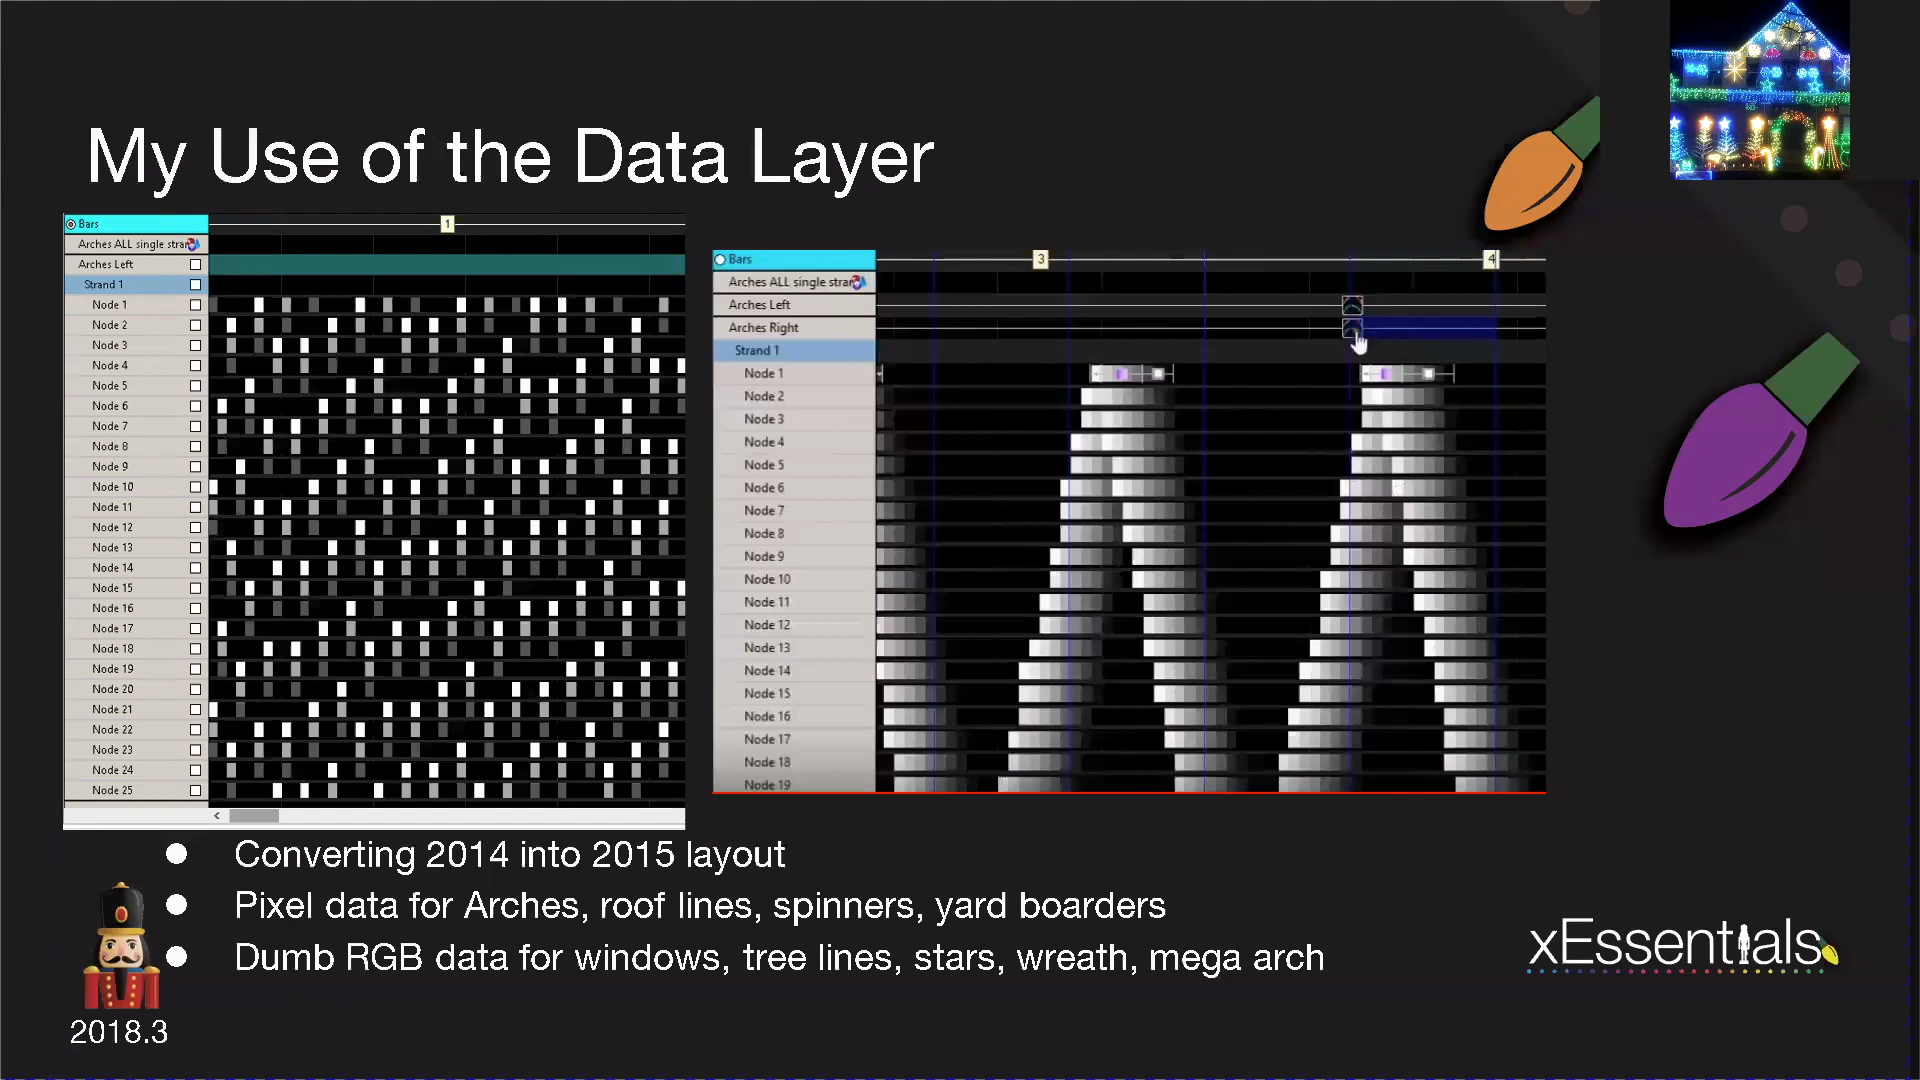 My Use of the Data Layer
Bars
1
Arches ALL single stran
Arches Left
Strand 1
Node 1
Node 2
Node 3
Node 4
Node 5
Node 6
Node 7
Node 8
Node 9
Node 10
Node 11
Node 12
Node 13
Node 14
Node 15
Node 16
Node 17
Node 18
Node 19
Node 20
Node 21
Node 22
Node 23
Node 24
Node 25
Bars
3
4
Arches ALL single stran
Arches Left
Arches Right
Strand 1
Node 1
Node 2
Node 3
Node 4
Node 5
Node 6
Node 7
Node 8
Node 9
Node 10
Node 11
Node 12
Node 13
Node 14
Node 15
Node 16
Node 17
Node 18
Node 19
Converting 2014 into 2015 layout
Pixel data for Arches, roof lines, spinners, yard boarders
Dumb RGB data for windows, tree lines, stars, wreath, mega arch
xEssentials
2018.3